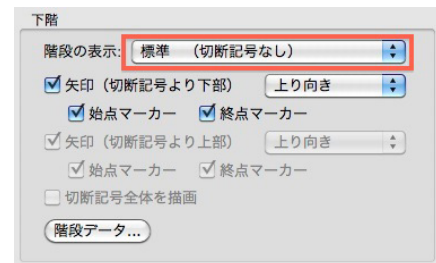 下階
階段の表示: 標準 （切断記号なし）
矢印（切断記号より下部） 上り向き
始点マーカー 終点マーカー
矢印（切断記号より上部） 上り向き
始点マーカー 終点マーカー
切断記号全体を描画
階段データ...